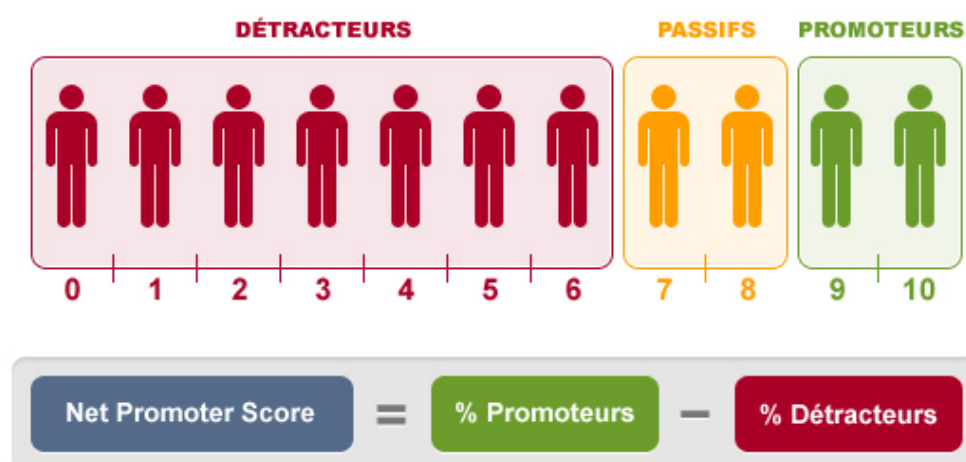 DÉTRACTEURS PASSIFS PROMOTEURS
0 1 2 3 4 5 6 7 8 9 10
Net Promoter Score = % Promoteurs − % Détracteurs